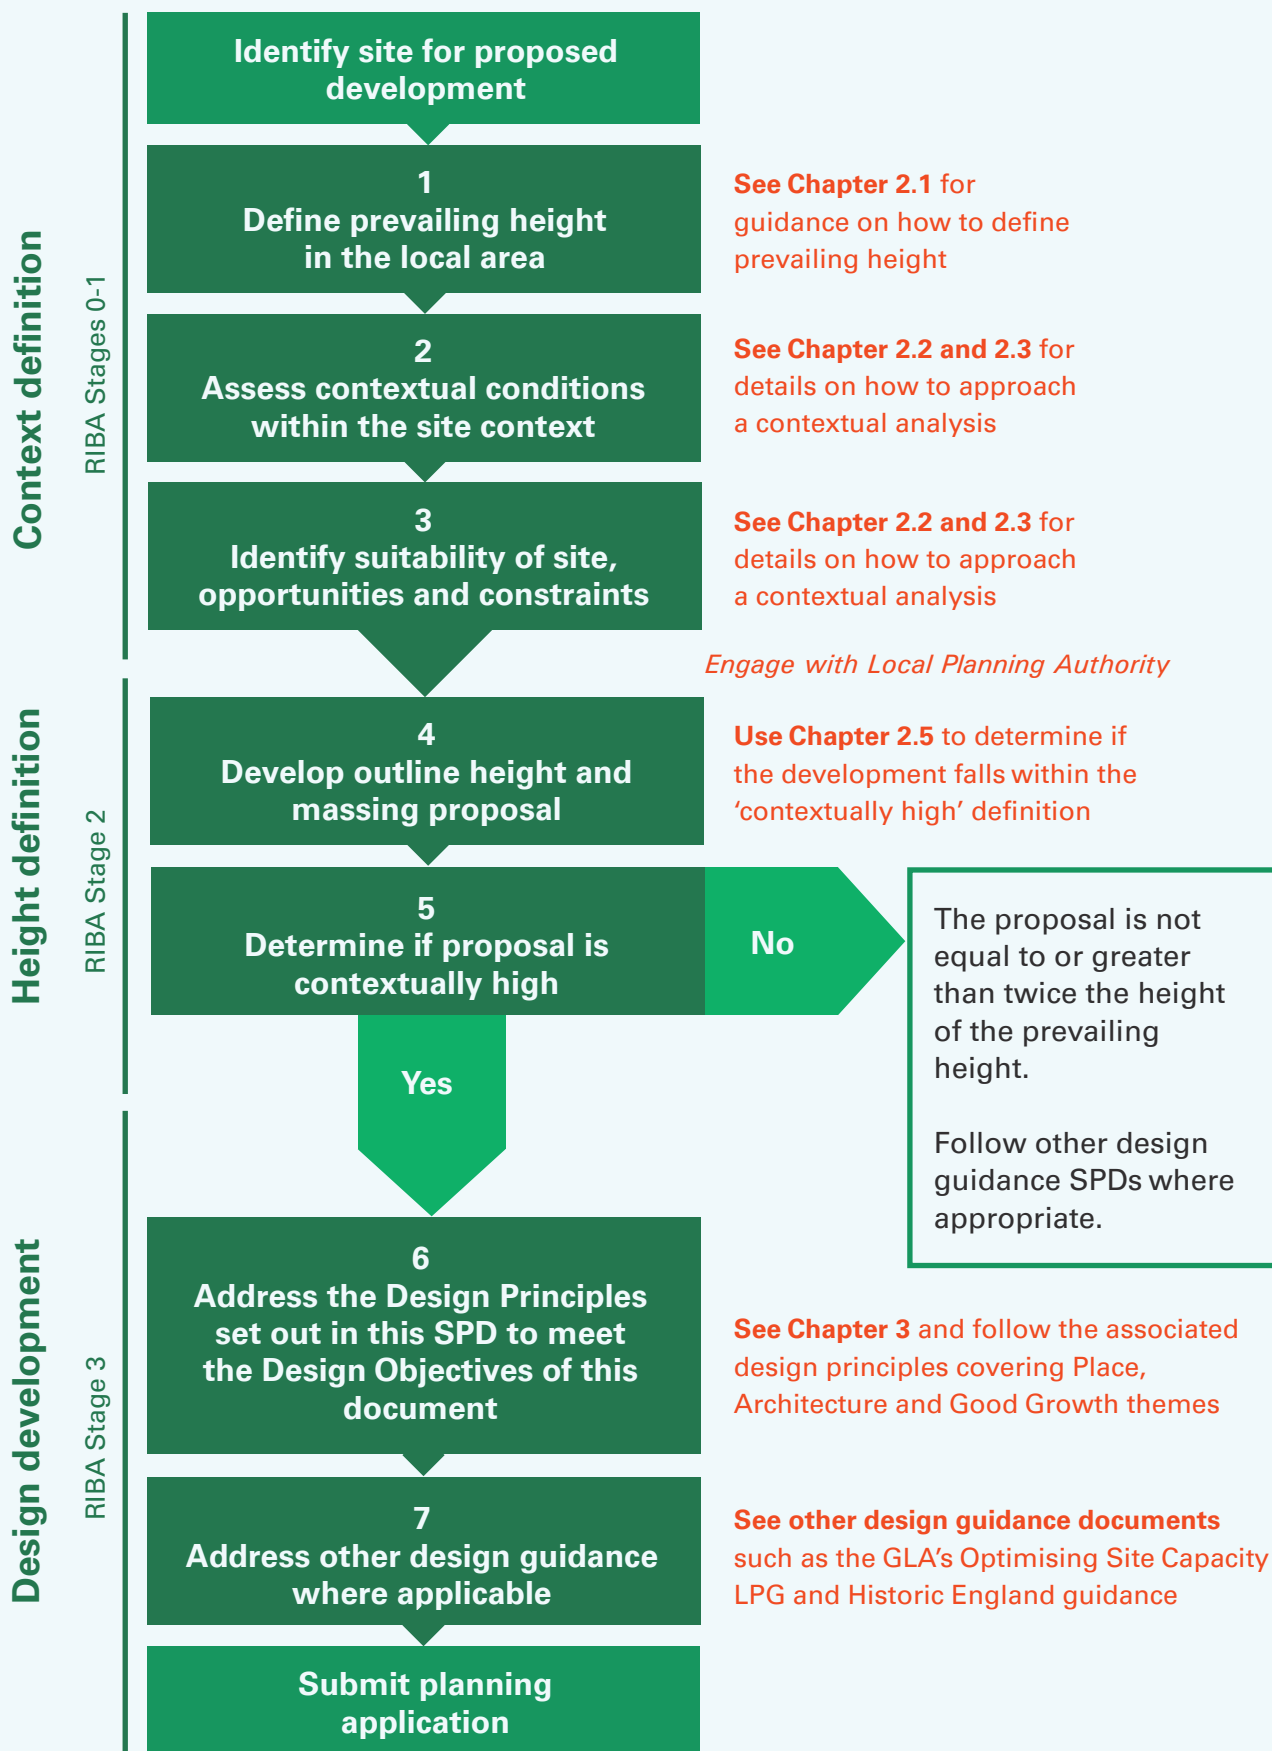 Identify site for proposed
development
Context definition
RIBA Stages 0-1
1
Define prevailing height
in the local area
See Chapter 2.1 for
guidance on how to define
prevailing height
2
Assess contextual conditions
within the site context
See Chapter 2.2 and 2.3 for
details on how to approach
a contextual analysis
3
Identify suitability of site,
opportunities and constraints
See Chapter 2.2 and 2.3 for
details on how to approach
a contextual analysis
Engage with Local Planning Authority
Height definition
RIBA Stage 2
4
Develop outline height and
massing proposal
Use Chapter 2.5 to determine if
the development falls within the
‘contextually high’ definition
5
Determine if proposal is
contextually high
No
The proposal is not
equal to or greater
than twice the height
of the prevailing
height.
Follow other design
guidance SPDs where
appropriate.
Yes
Design development
RIBA Stage 3
6
Address the Design Principles
set out in this SPD to meet
the Design Objectives of this
document
See Chapter 3 and follow the associated
design principles covering Place,
Architecture and Good Growth themes
7
Address other design guidance
where applicable
See other design guidance documents
such as the GLA’s Optimising Site Capacity
LPG and Historic England guidance
Submit planning
application